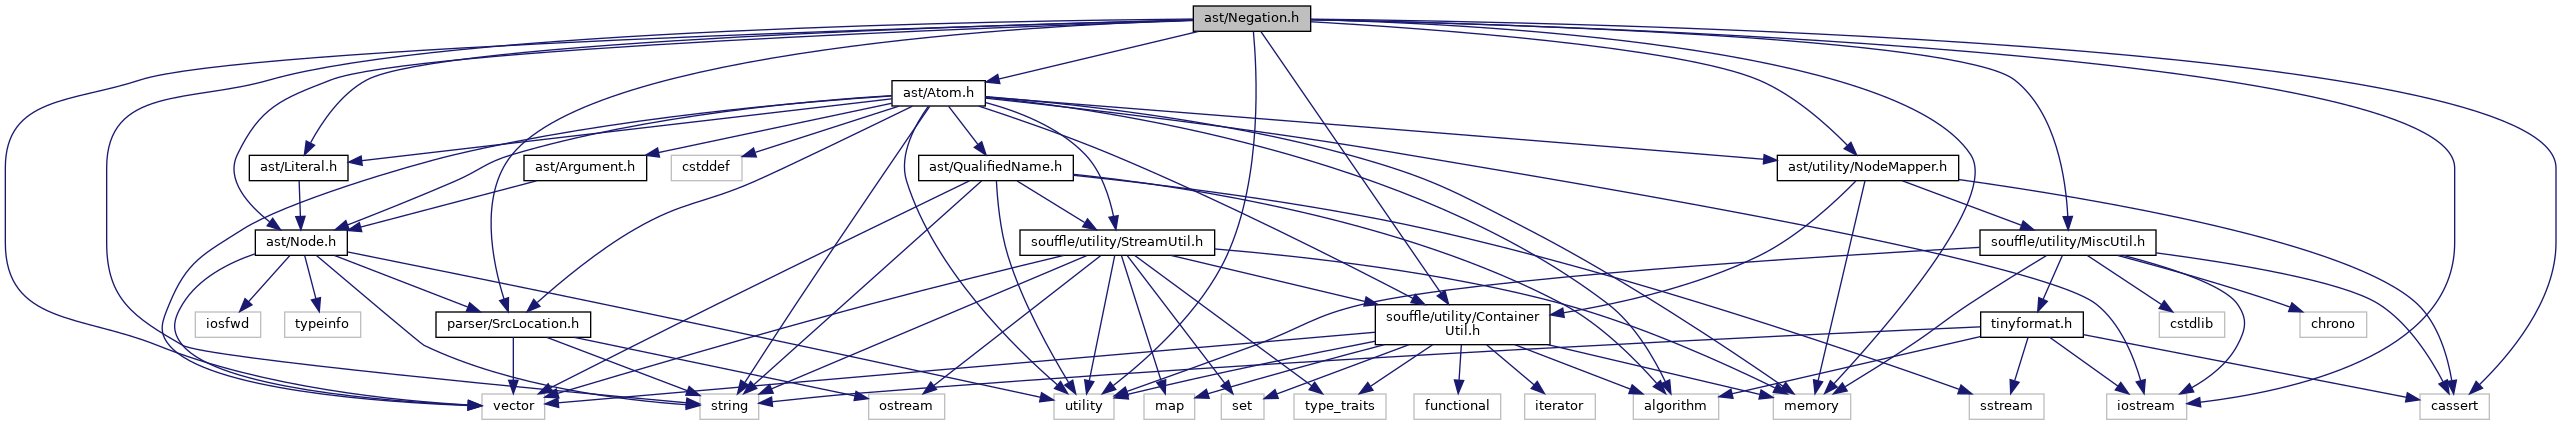 ast/Negation.h
ast/Atom.h
ast/Literal.h
ast/Argument.h
cstddef
ast/QualifiedName.h
ast/utility/NodeMapper.h
ast/Node.h
souffle/utility/StreamUtil.h
souffle/utility/MiscUtil.h
iosfwd
typeinfo
parser/SrcLocation.h
souffle/utility/Container
Util.h
tinyformat.h
cstdlib
chrono
vector
string
ostream
utility
map
set
type_traits
functional
iterator
algorithm
memory
sstream
iostream
cassert